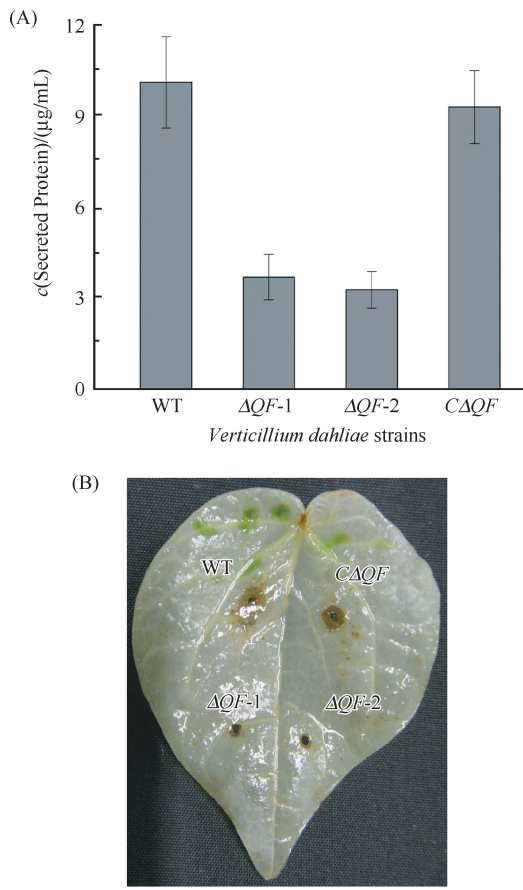 (A)
12
9
6
3
0
c(Secreted Protein)/(μg/mL)
WT ΔQF-1 ΔQF-2 CΔQF
Verticillium dahliae strains
(B)
WT CΔQF
ΔQF-1 ΔQF-2